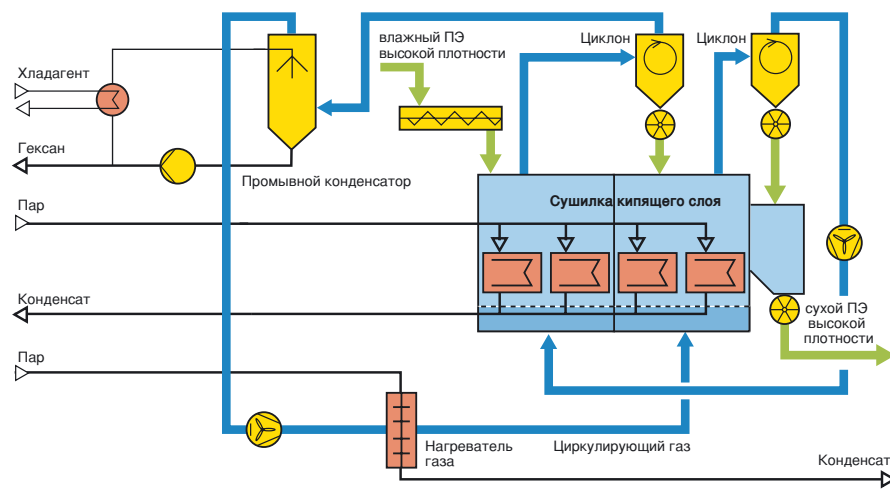 влажный ПЭ
высокой плотности
Циклон
Циклон
Хладагент
Гексан
Промывной конденсатор
Пар
Сушилка кипящего слоя
Конденсат
сухой ПЭ
высокой
плотности
Пар
Нагреватель
газа
Циркулирующий газ
Конденсат